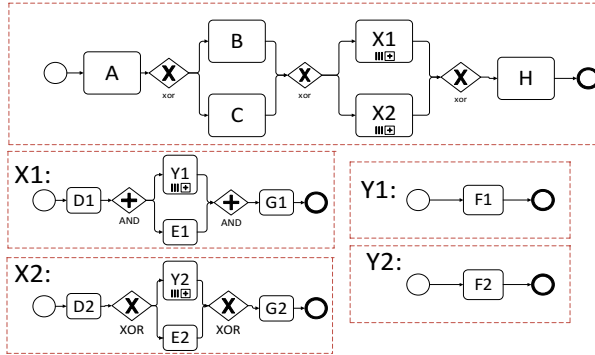 A
X
xor
B
C
X
xor
X1
X2
X
xor
H
X1:
D1
AND
Y1
E1
AND
G1
Y1:
F1
X2:
D2
X
XOR
Y2
E2
X
XOR
G2
Y2:
F2